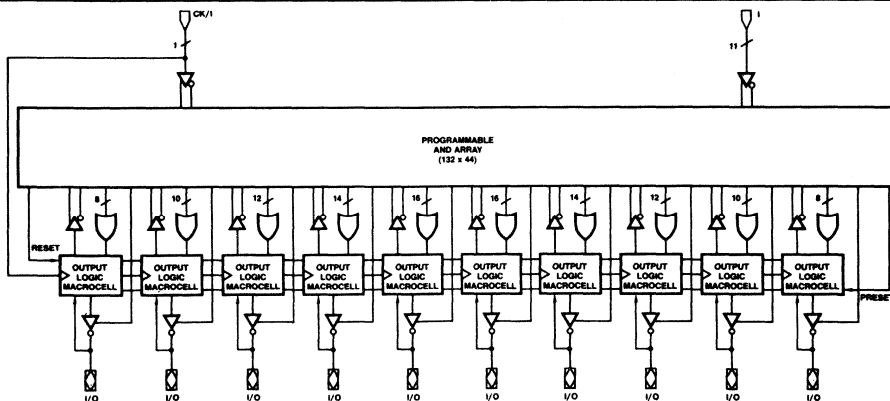 CK/I
I
1
11
PROGRAMMABLE
AND ARRAY
(132 x 44)
8 10 12 14 16 16 14 12 10 8
RESET
OUTPUT LOGIC MACROCELL
OUTPUT LOGIC MACROCELL
OUTPUT LOGIC MACROCELL
OUTPUT LOGIC MACROCELL
OUTPUT LOGIC MACROCELL
OUTPUT LOGIC MACROCELL
OUTPUT LOGIC MACROCELL
OUTPUT LOGIC MACROCELL
OUTPUT LOGIC MACROCELL
OUTPUT LOGIC MACROCELL
PRESET
I/O I/O I/O I/O I/O I/O I/O I/O I/O I/O